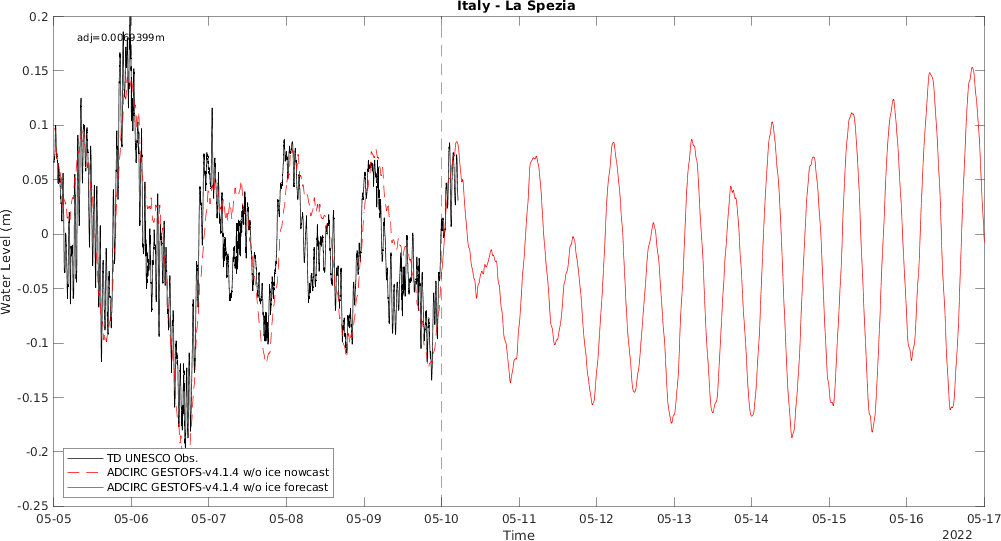 Italy - La Spezia
adj=0.0069399m
0.2
0.15
0.1
0.05
0
-0.05
-0.1
-0.15
-0.2
-0.25
Water Level (m)
TD UNESCO Obs.
ADCIRC GESTOFS-v4.1.4 w/o ice nowcast
ADCIRC GESTOFS-v4.1.4 w/o ice forecast
05-05 05-06 05-07 05-08 05-09 05-10 05-11 05-12 05-13 05-14 05-15 05-16 05-17
Time
2022